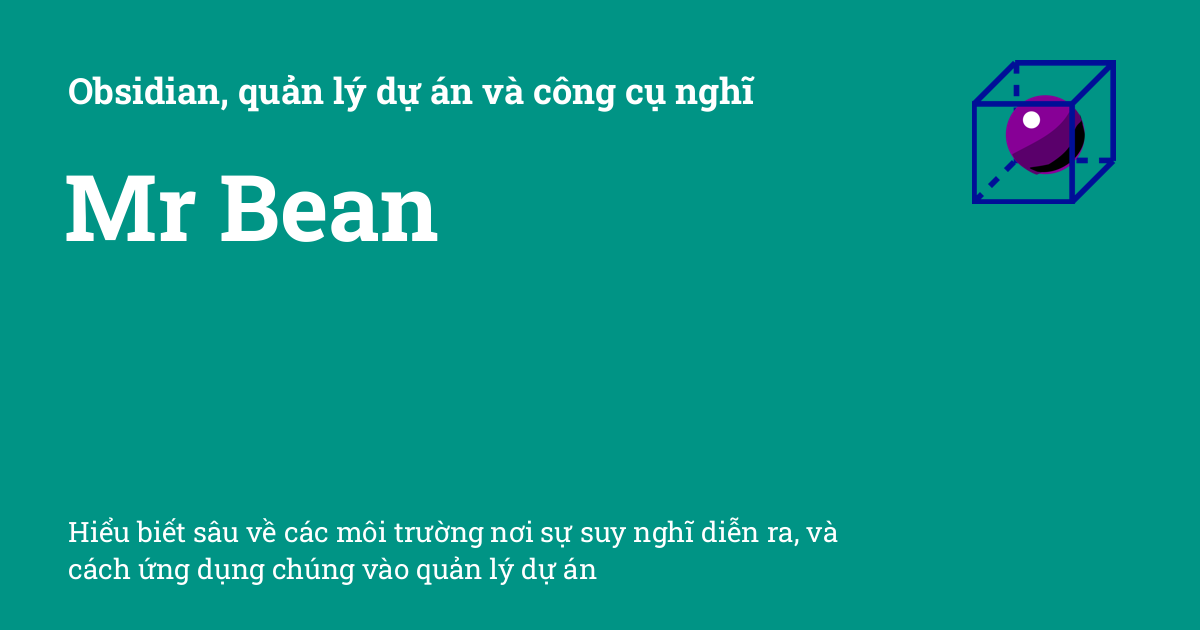 Obsidian, quản lý dự án và công cụ nghĩ
Mr Bean
Hiểu biết sâu về các môi trường nơi sự suy nghĩ diễn ra, và
cách ứng dụng chúng vào quản lý dự án